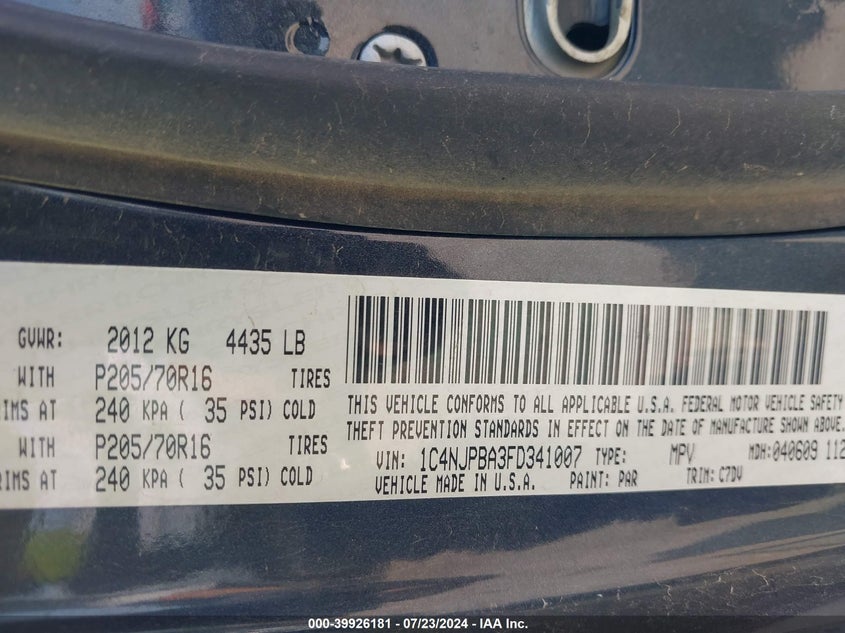 GVWR: 2012 KG 4435 LB
WITH P205/70R16 TIRES
RIMS AT 240 KPA ( 35 PSI) COLD
WITH P205/70R16 TIRES
RIMS AT 240 KPA ( 35 PSI) COLD
THIS VEHICLE CONFORMS TO ALL APPLICABLE U.S.A. FEDERAL MOTOR VEHICLE SAFETY
THEFT PREVENTION STANDARDS IN EFFECT ON THE DATE OF MANUFACTURE SHOWN ABOVE.
VIN: 1C4NJPBA3FD341007 TYPE: MPV MDH:040609 112
VEHICLE MADE IN U.S.A. PAINT: PAR TRIM: C7DV
000-39926181 - 07/23/2024 - IAA Inc.